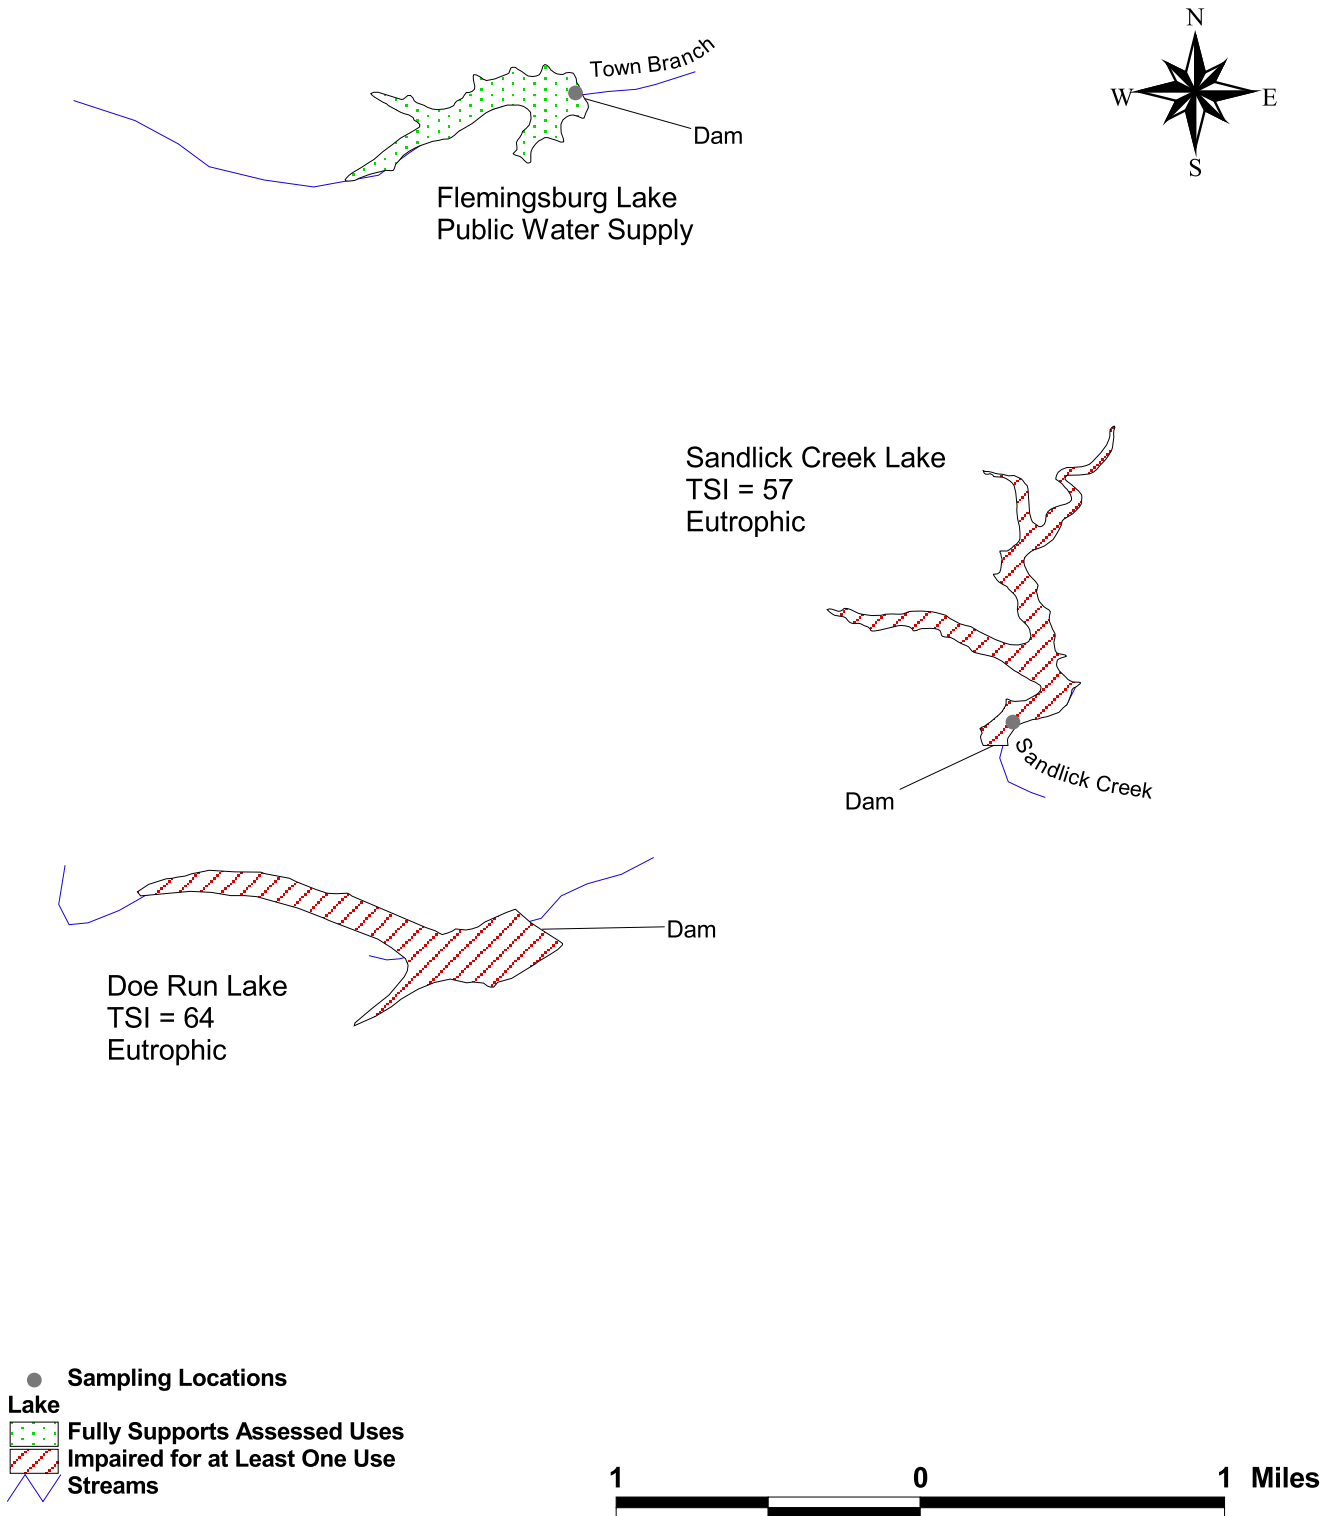 N
W
E
S
Town Branch
Dam
Flemingsburg Lake
Public Water Supply
Sandlick Creek Lake
TSI = 57
Eutrophic
Sandlick Creek
Dam
Dam
Doe Run Lake
TSI = 64
Eutrophic
Sampling Locations
Lake
Fully Supports Assessed Uses
Impaired for at Least One Use
Streams
1 0 1 Miles